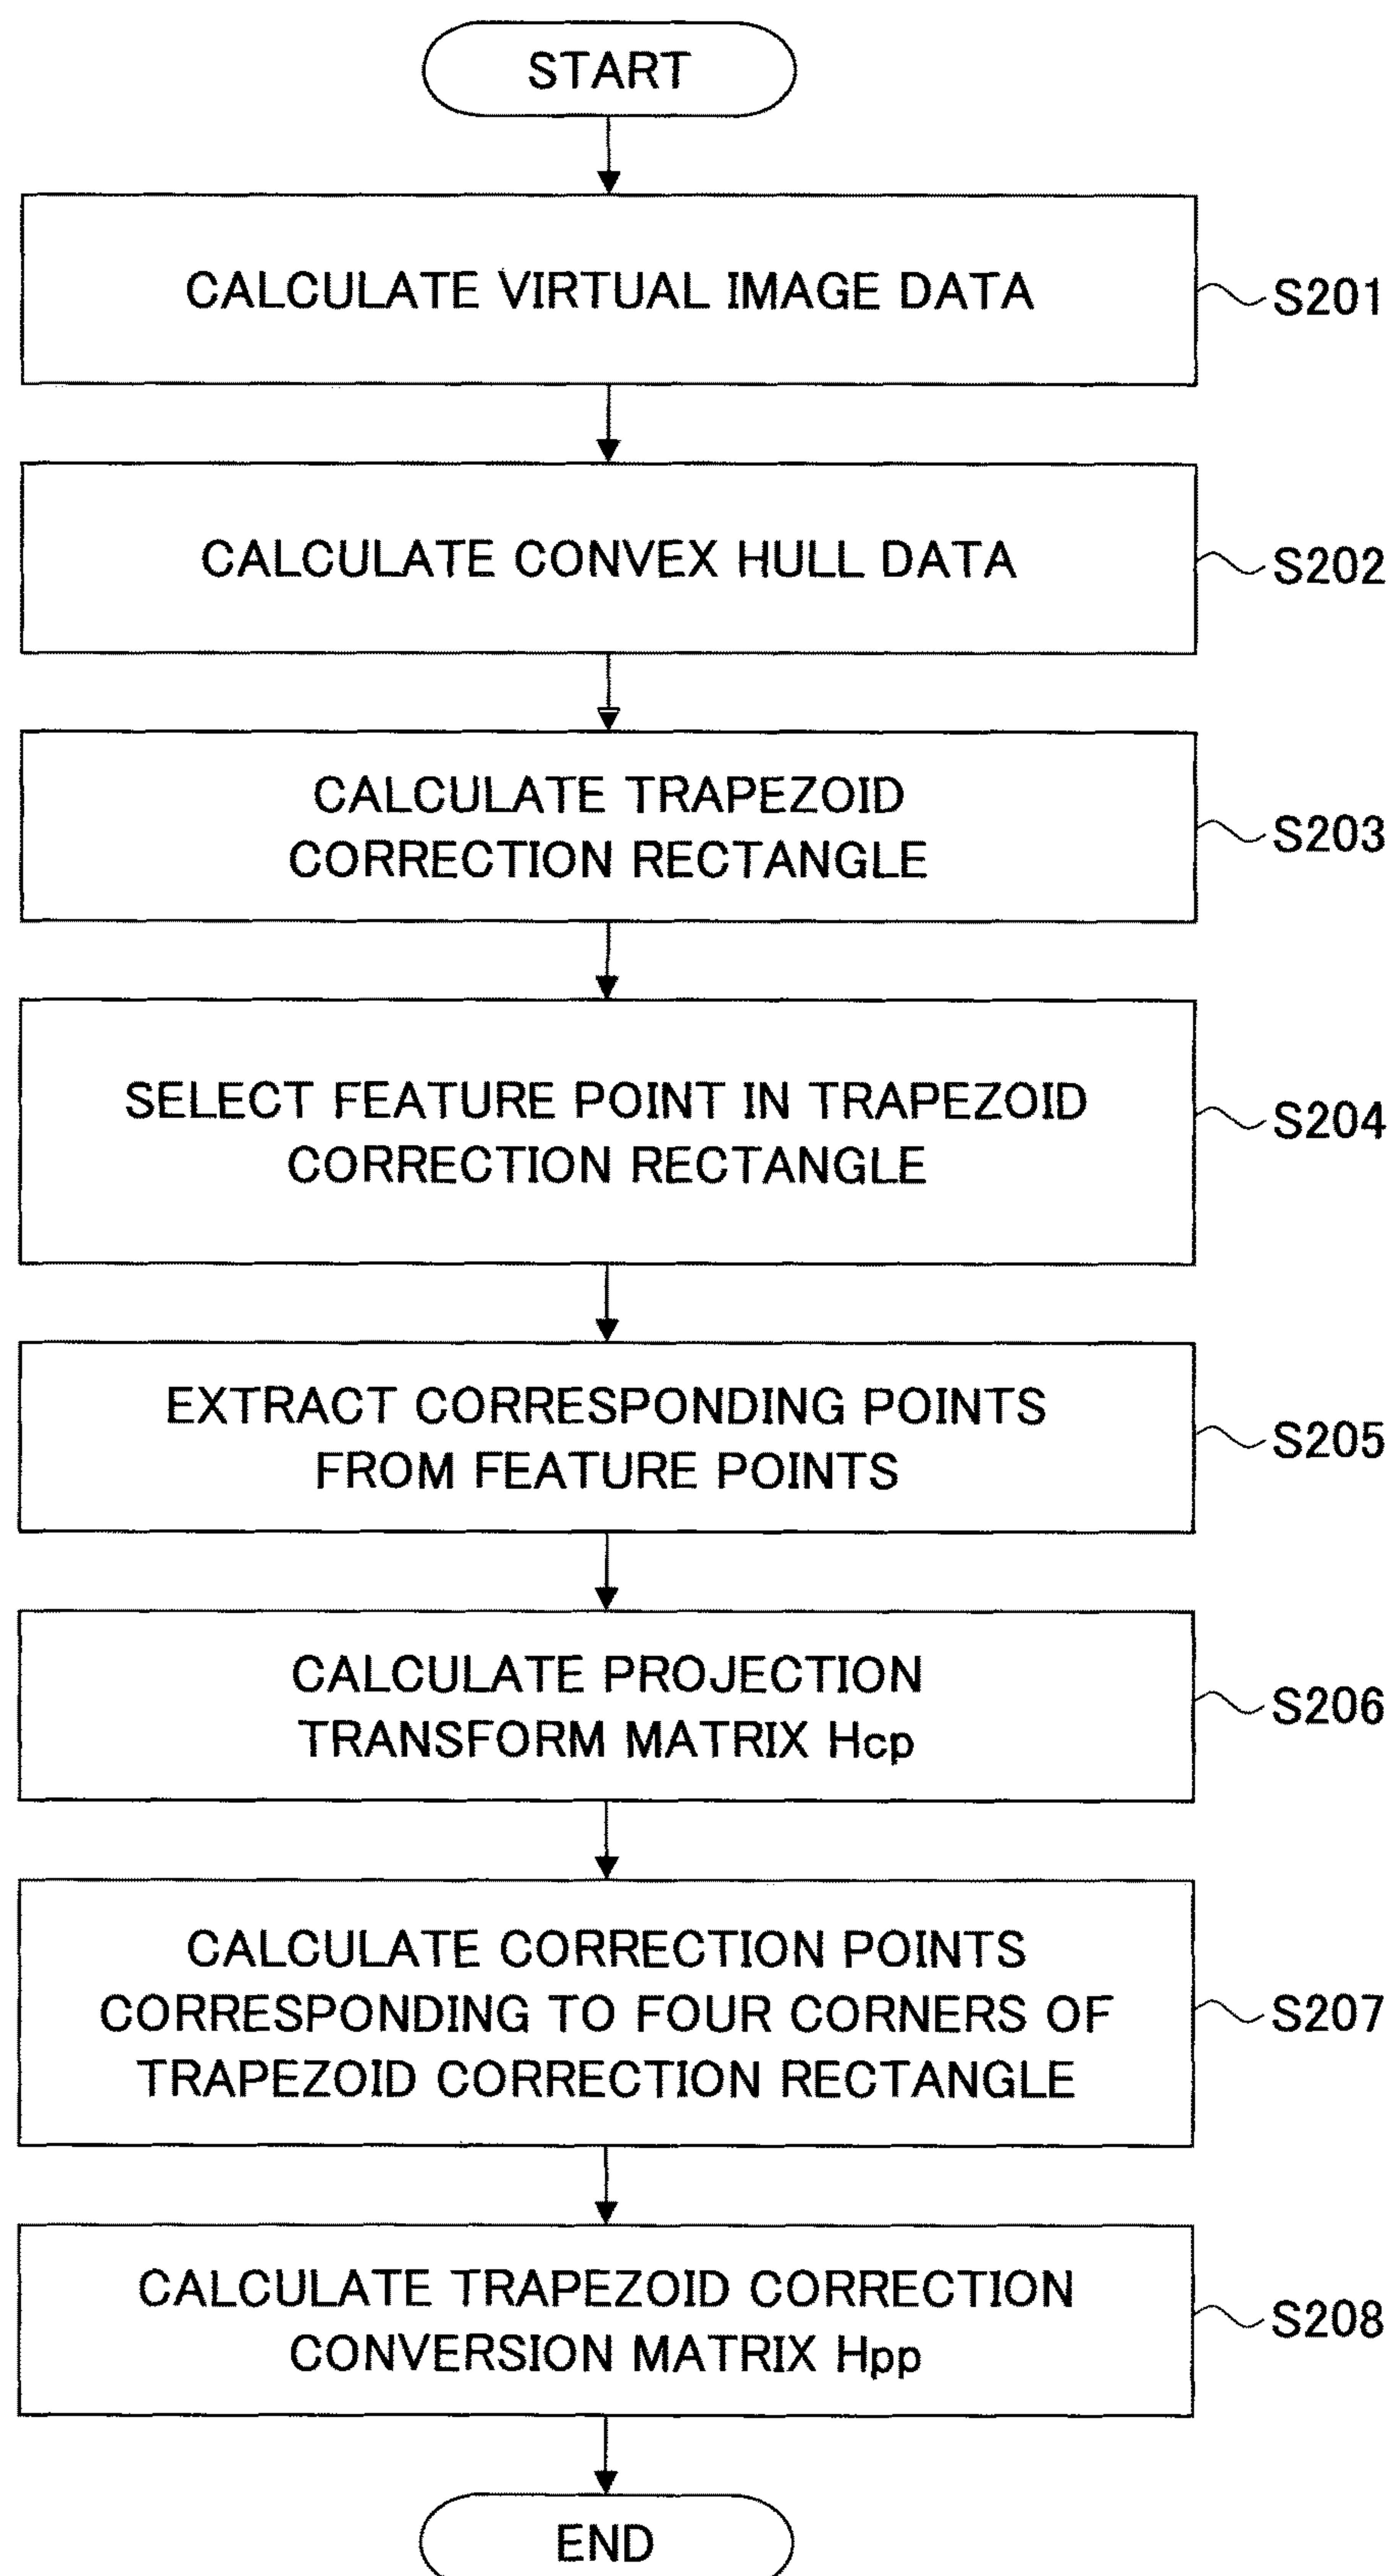 START
CALCULATE VIRTUAL IMAGE DATA
S201
CALCULATE CONVEX HULL DATA
S202
CALCULATE TRAPEZOID
CORRECTION RECTANGLE
S203
SELECT FEATURE POINT IN TRAPEZOID
CORRECTION RECTANGLE
S204
EXTRACT CORRESPONDING POINTS
FROM FEATURE POINTS
S205
CALCULATE PROJECTION
TRANSFORM MATRIX Hcp
S206
CALCULATE CORRECTION POINTS
CORRESPONDING TO FOUR CORNERS OF
TRAPEZOID CORRECTION RECTANGLE
S207
CALCULATE TRAPEZOID CORRECTION
CONVERSION MATRIX Hpp
S208
END